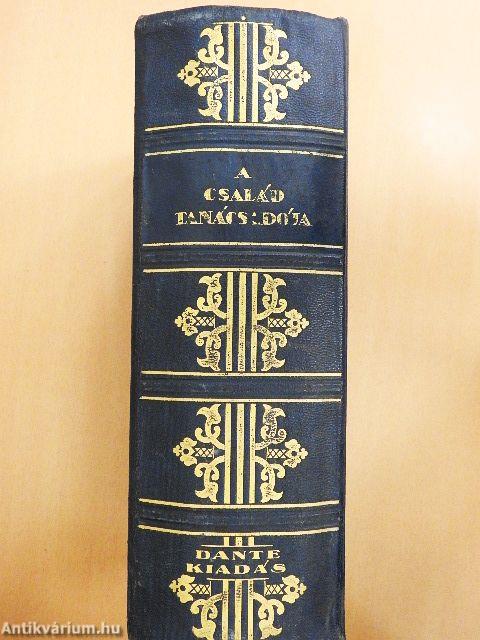 A
CSALÁD
TANÁCSADÓJA
DANTE
KIADÁS
Antikvárium.hu